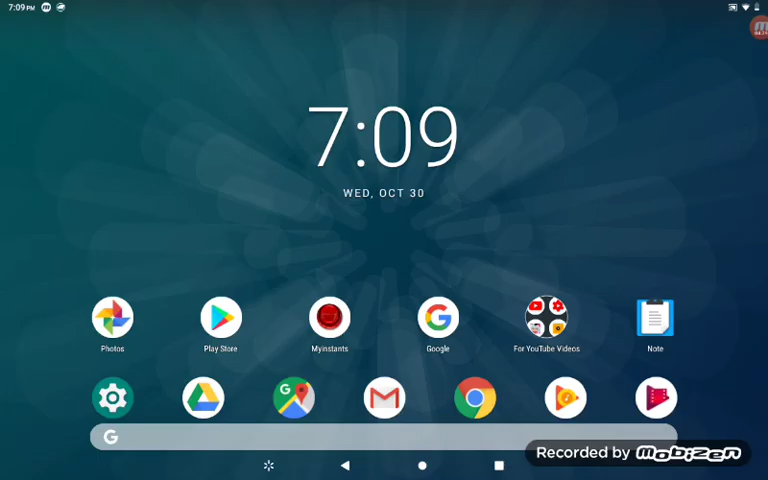 7:09 PM
7:09
WED, OCT 30
Photos
Play Store
Myinstants
Google
For YouTube Videos
Note
Recorded by MOBIZEN